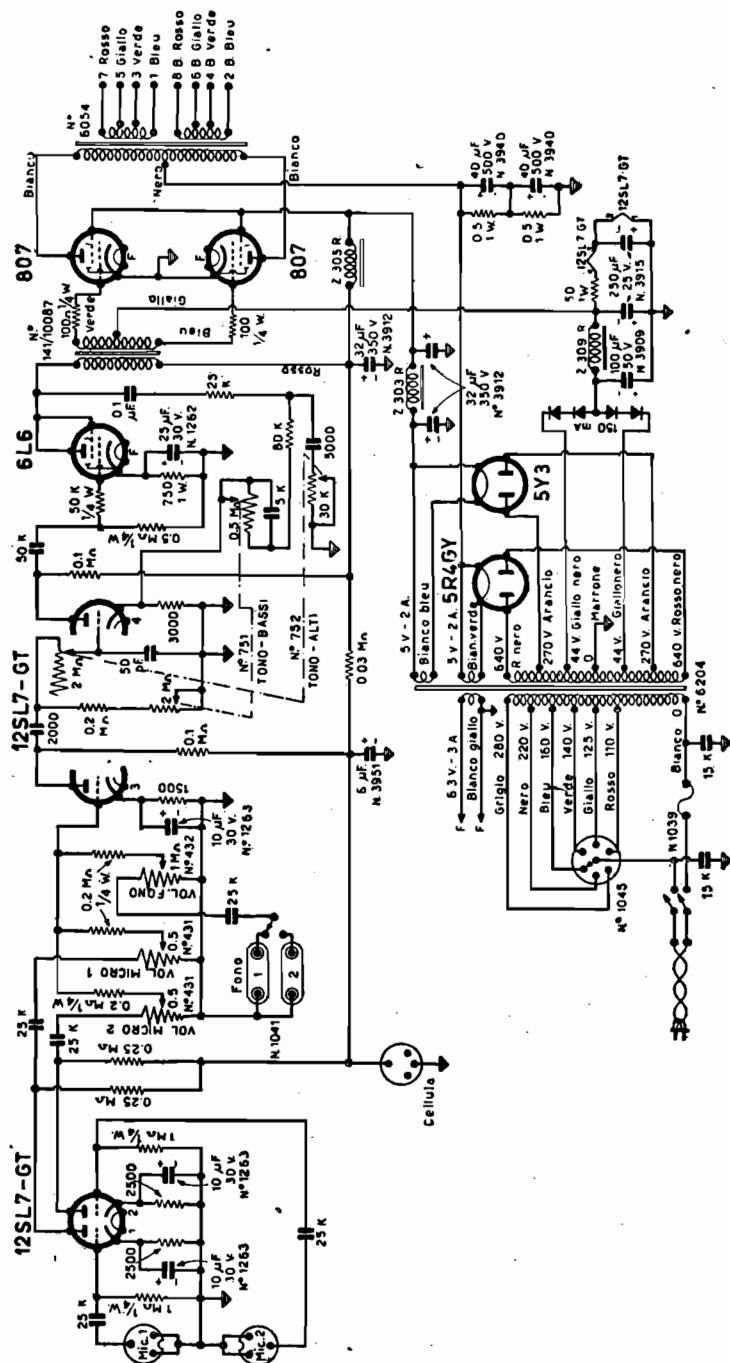 7 Rosso
5 Giallo
3 Verde
1 Bleu
8 B. Rosso
6 B Giallo
4 B Verde
2 B. Bleu
N°
6054
Bianco
Nero
Bianco
807
807
F
F
100Ω 1/4 W
Verde
Giallo
Bleu
100
1/4 W.
N°
141/10087
Rosso
Z 305 R.
32 µF
350 V
N.3912
40 µF
500 V
N 3940
40 µF
500 V
N 3940
0.5
1 W.
0.5
1 W.
6L6
F
50 K
1/4 W
25 µF
30 V.
N.1262
750
1 W.
0.5 MΩ 1/4 W.
50 K
0.1
µF
25
K
80 K
5000
0.5 MΩ
5 K
30 K
0.1
MΩ
12SL7-GT
4
3000
2 MΩ
50
pF
2000
0.2
MΩ
2 MΩ
N° 751
TONO-BASSI
N° 752
TONO-ALTI
0.03 MΩ
0.1
MΩ
6 µF
N.3951
3
1500
10 µF
30 V.
N° 1263
1 MΩ
N° 432
VOL. FONO
0.2 MΩ
1/4 W.
0.5
N° 431
VOL MICRO 1
0.2 MΩ
1/4 W
0.5
N° 431
VOL MICRO 2
25 K
25 K
25 K
Fono
1
2
N.1041
0.25 MΩ
0.25 MΩ
Cellula
12SL7-GT
1
2
1 MΩ
1/4 W.
2500
10 µF
30 V.
N° 1263
2500
10 µF
30 V.
N° 1263
1 MΩ
1/4 W.
25 K
25 K
Mic.1
Mic.2
Z 303 R
32 µF
350 V
N° 3912
5Y3
5R4GY
12SL7 GT
12SL7-GT
50
1 W
250 µF
25 V.
N. 3915
Z 309 R
100 µF
50 V
N 3909
150 mA
5 V - 2 A.
Bianco bleu
5 V - 2 A.
Bian.verde
640 V
R nero
270 V Arancio
44 V. Giallo nero
0 Marrone
44 V. Giallonero
270 V. Arancio
640 V. Rosso nero
N° 6204
6.3 V. - 3 A
F
Blanco giallo
F
Grigio 280 V.
Nero 220 V.
Bleu 160 V.
Verde 140 V.
Giallo 125 V.
Rosso 110 V.
Bianco 0
N° 1045
N 1039
15 K
15 K